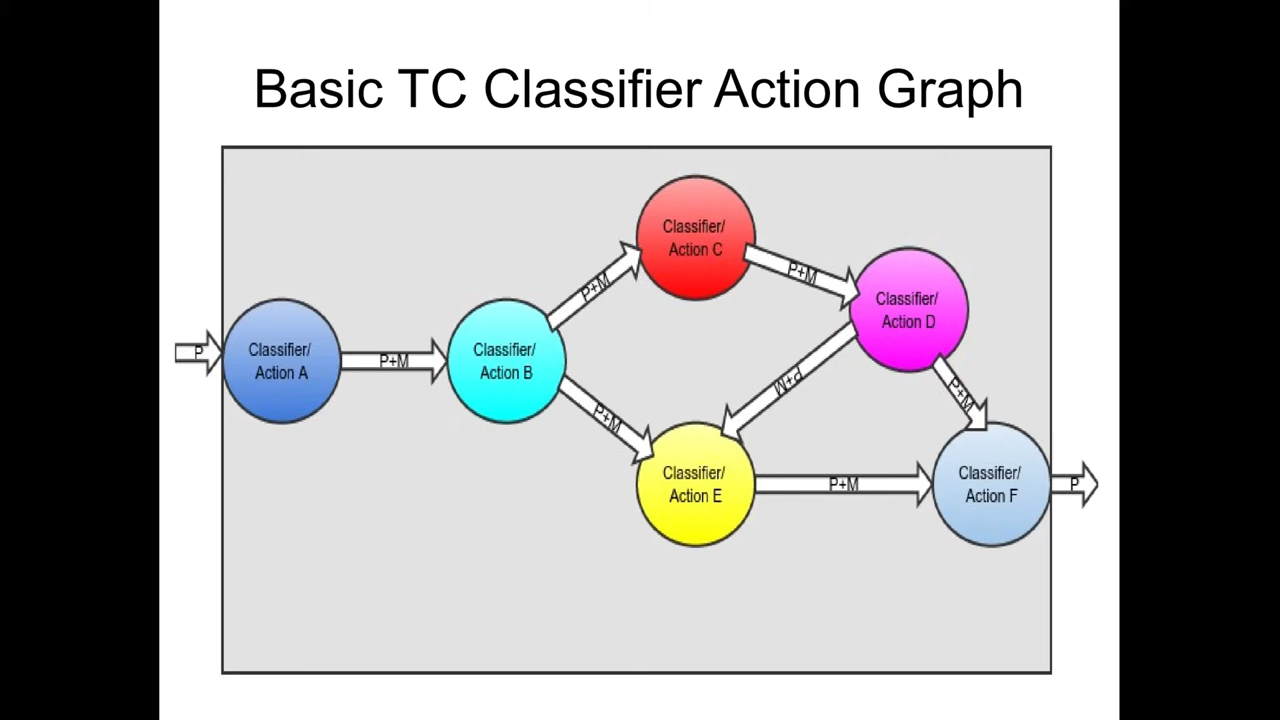 Basic TC Classifier Action Graph
Classifier/
Action C
P+M
P+M
Classifier/
Action D
P
Classifier/
Action A
P+M
Classifier/
Action B
P+M
P+M
P+M
Classifier/
Action E
P+M
Classifier/
Action F
P